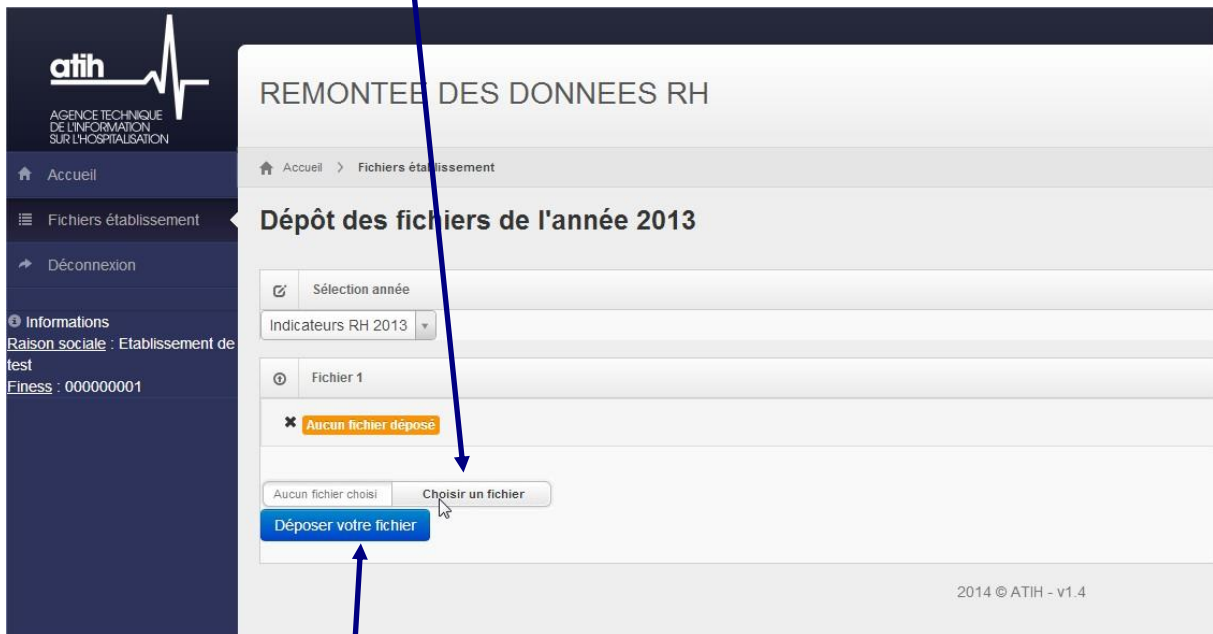 atih
AGENCE TECHNIQUE
DE L'INFORMATION
SUR L'HOSPITALISATION
REMONTEE DES DONNEES RH
Accueil
Fichiers établissement
Déconnexion
Informations
Raison sociale : Etablissement de
test
Finess : 000000001
Accueil > Fichiers établissement
Dépôt des fichiers de l'année 2013
Sélection année
Indicateurs RH 2013
Fichier 1
Aucun fichier déposé
Aucun fichier choisi Choisir un fichier
Déposer votre fichier
2014 © ATIH - v1.4